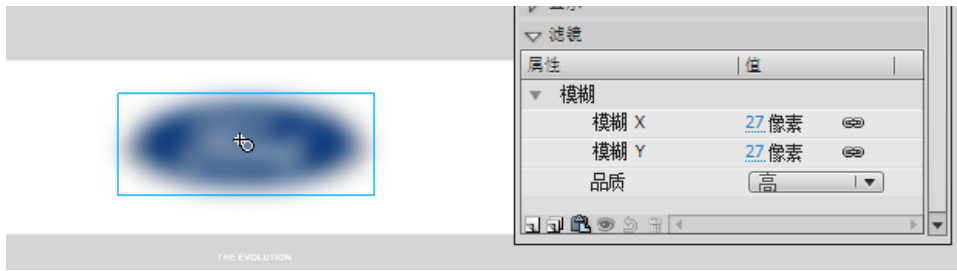 滤镜
属性
值
模糊
模糊 X
27 像素
模糊 Y
27 像素
品质
高
THE EVOLUTION